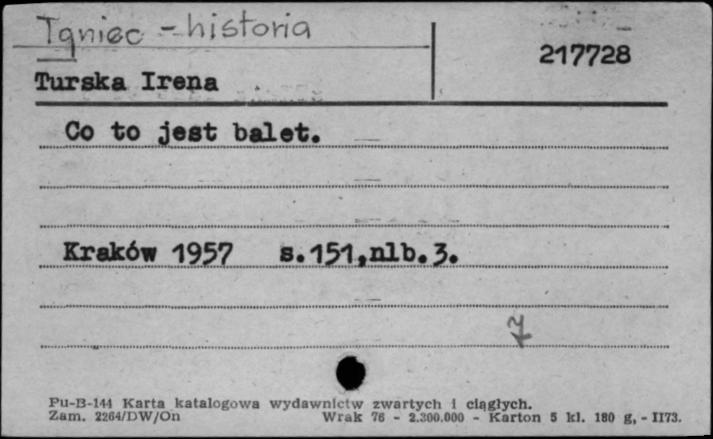 Taniec - historia
217728
Turska Irena
Co to jest balet.
Kraków 1957 s.151,nlb.3.
Pu-B-144 Karta katalogowa wydawnictw zwartych i ciągłych.
Zam. 2264/DW/On Wrak 76 - 2.300.000 - Karton 5 kl. 180 g, - II73.